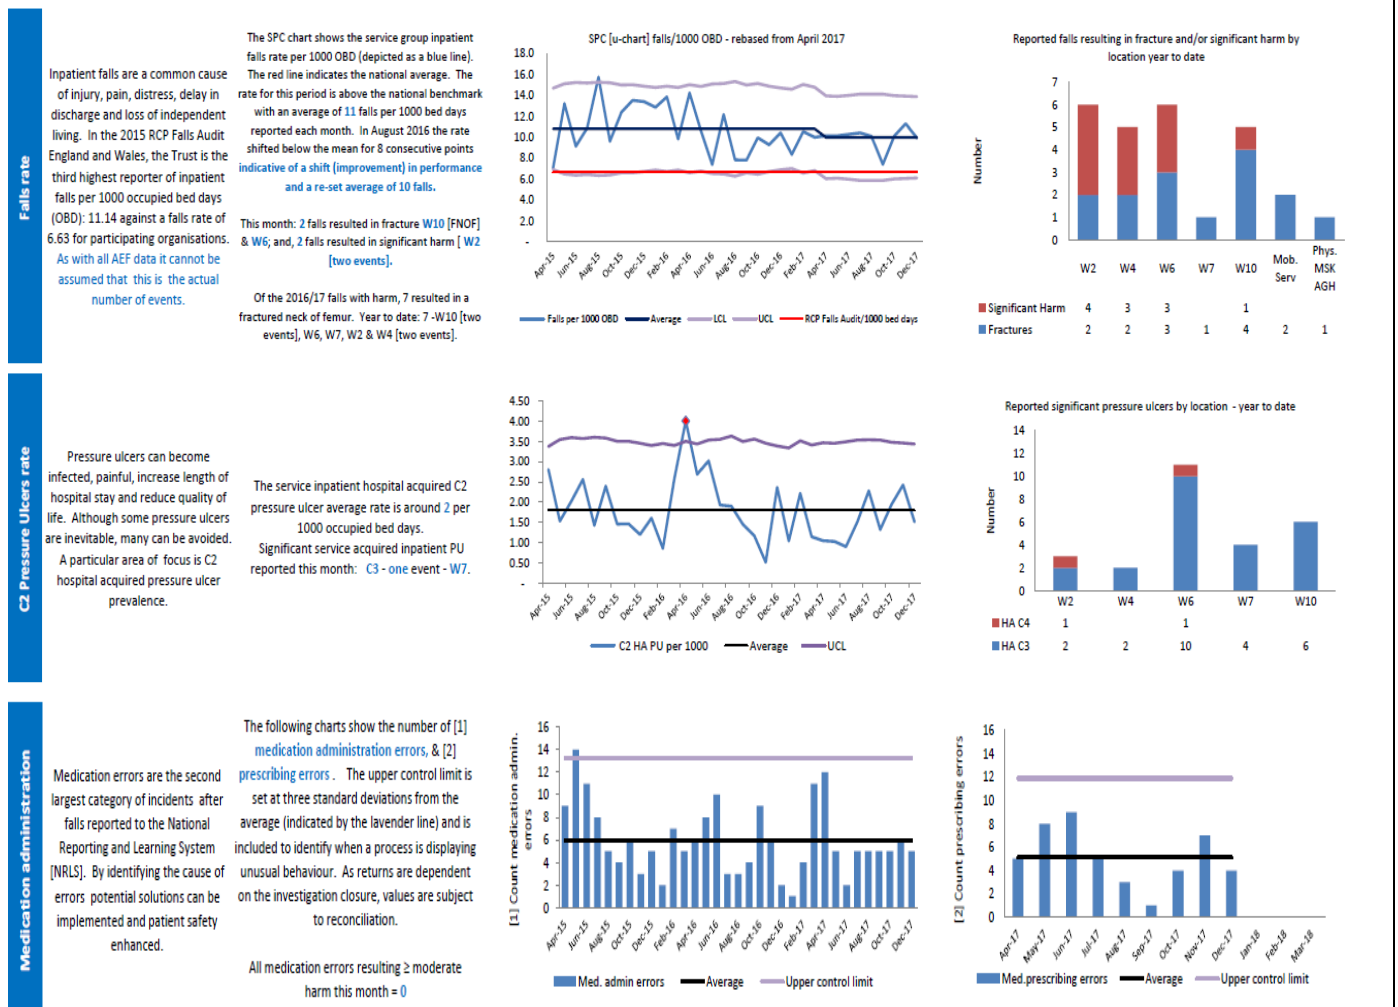 Falls rate
Inpatient falls are a common cause
of injury, pain, distress, delay in
discharge and loss of independent
living. In the 2015 RCP Falls Audit
England and Wales, the Trust is the
third highest reporter of inpatient
falls per 1000 occupied bed days
(OBD): 11.14 against a falls rate of
6.63 for participating organisations.
As with all AEF data it cannot be
assumed that this is the actual
number of events.
The SPC chart shows the service group inpatient
falls rate per 1000 OBD (depicted as a blue line).
The red line indicates the national average. The
rate for this period is above the national benchmark
with an average of 11 falls per 1000 bed days
reported each month. In August 2016 the rate
shifted below the mean for 8 consecutive points
indicative of a shift (improvement) in performance
and a re-set average of 10 falls.
This month: 2 falls resulted in fracture W10 [FNOF]
& W6; and, 2 falls resulted in significant harm [ W2
[two events].
Of the 2016/17 falls with harm, 7 resulted in a
fractured neck of femur. Year to date: 7 -W10 [two
events], W6, W7, W2 & W4 [two events].
SPC [u-chart] falls/1000 OBD - rebased from April 2017
18.0
16.0
14.0
12.0
10.0
8.0
6.0
4.0
2.0
-
Apr-15 Jun-15 Aug-15 Oct-15 Dec-15 Feb-16 Apr-16 Jun-16 Aug-16 Oct-16 Dec-16 Feb-17 Apr-17 Jun-17 Aug-17 Oct-17 Dec-17
Falls per 1000 OBD Average LCL UCL RCP Falls Audit/1000 bed days
Reported falls resulting in fracture and/or significant harm by
location year to date
Number
7
6
5
4
3
2
1
0
W2 W4 W6 W7 W10 Mob. Serv Phys. MSK AGH
Significant Harm 4 3 3 1
Fractures 2 2 3 1 4 2 1
C2 Pressure Ulcers rate
Pressure ulcers can become
infected, painful, increase length of
hospital stay and reduce quality of
life. Although some pressure ulcers
are inevitable, many can be avoided.
A particular area of focus is C2
hospital acquired pressure ulcer
prevalence.
The service inpatient hospital acquired C2
pressure ulcer average rate is around 2 per
1000 occupied bed days.
Significant service acquired inpatient PU
reported this month: C3 - one event - W7.
4.50
4.00
3.50
3.00
2.50
2.00
1.50
1.00
0.50
-
Apr-15 Jun-15 Aug-15 Oct-15 Dec-15 Feb-16 Apr-16 Jun-16 Aug-16 Oct-16 Dec-16 Feb-17 Apr-17 Jun-17 Aug-17 Oct-17 Dec-17
C2 HA PU per 1000 Average UCL
Reported significant pressure ulcers by location - year to date
Number
14
12
10
8
6
4
2
0
W2 W4 W6 W7 W10
HA C4 1 1
HA C3 2 2 10 4 6
Medication administration
Medication errors are the second
largest category of incidents after
falls reported to the National
Reporting and Learning System
[NRLS]. By identifying the cause of
errors potential solutions can be
implemented and patient safety
enhanced.
The following charts show the number of [1]
medication administration errors, & [2]
prescribing errors . The upper control limit is
set at three standard deviations from the
average (indicated by the lavender line) and is
included to identify when a process is displaying
unusual behaviour. As returns are dependent
on the investigation closure, values are subject
to reconciliation.
All medication errors resulting ≥ moderate
harm this month = 0
[1] Count medication admin.
errors
16
14
12
10
8
6
4
2
0
Apr-15 Jun-15 Aug-15 Oct-15 Dec-15 Feb-16 Apr-16 Jun-16 Aug-16 Oct-16 Dec-16 Feb-17 Apr-17 Jun-17 Aug-17 Oct-17 Dec-17
Med. admin errors Average Upper control limit
[2] Count prescribing errors
16
14
12
10
8
6
4
2
0
Apr-17 May-17 Jun-17 Jul-17 Aug-17 Sep-17 Oct-17 Nov-17 Dec-17 Jan-18 Feb-18 Mar-18
Med.prescribing errors Average Upper control limit